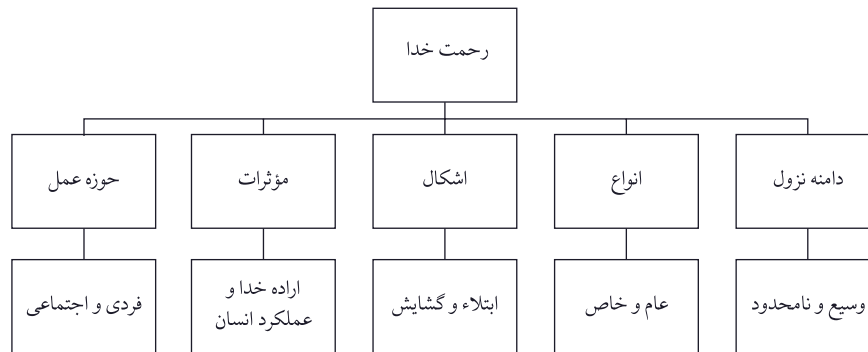 رحمت خدا
دامنه نزول
انواع
اشکال
مؤثرات
حوزه عمل
وسیع و نامحدود
عام و خاص
ابتلاء و گشایش
اراده خدا و
عملکرد انسان
فردی و اجتماعی